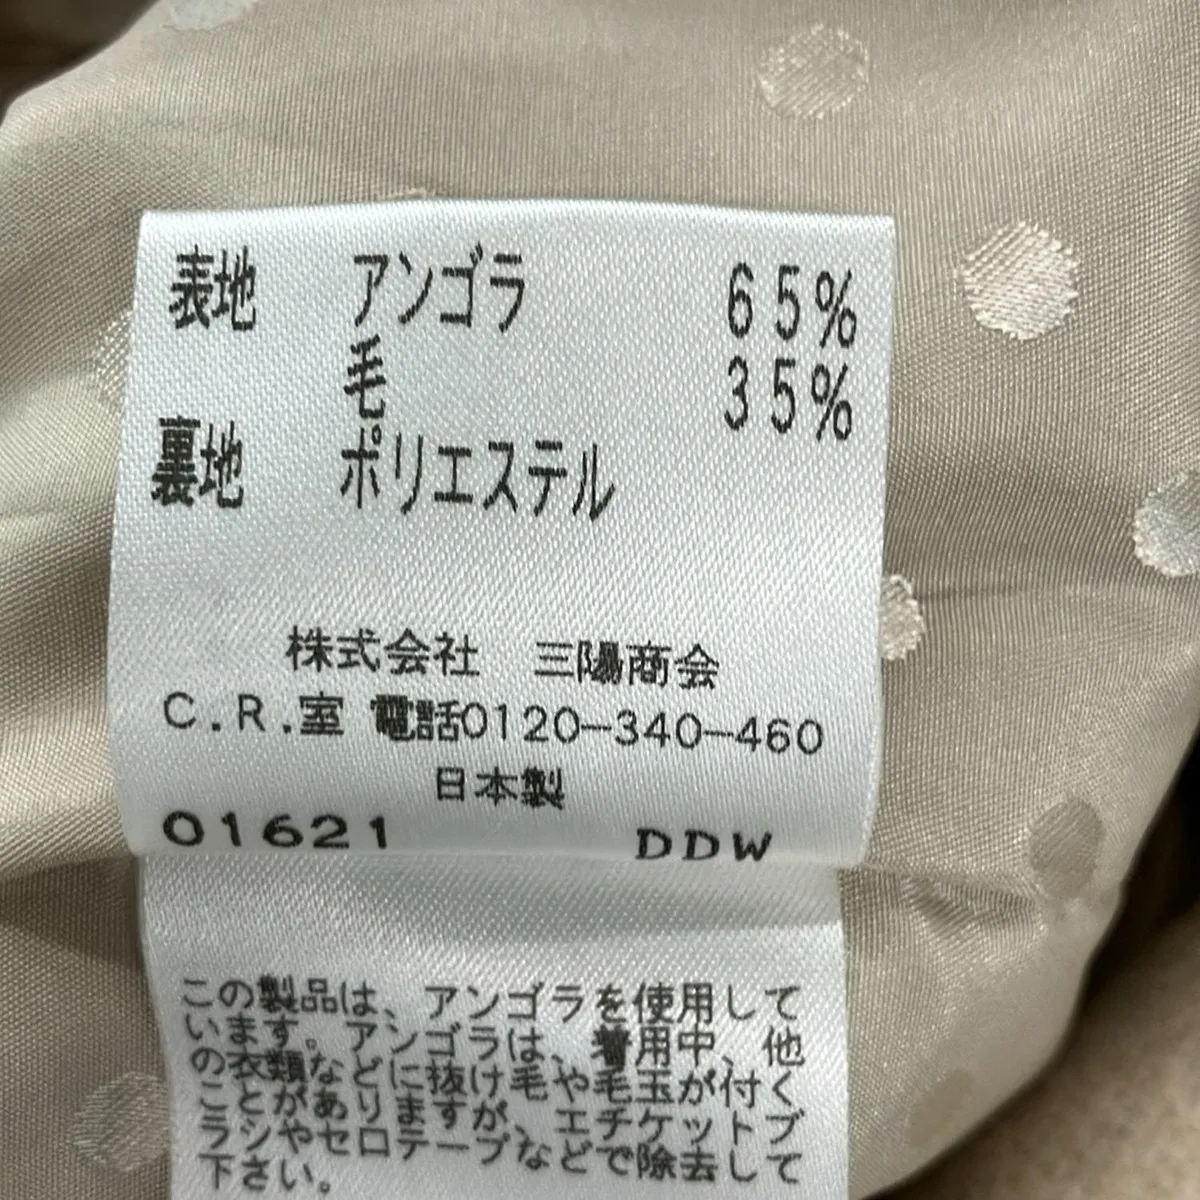 表地 アンゴラ 65%
毛 35%
裏地 ポリエステル
株式会社 三陽商会
C.R.室 電話0120-340-460
日本製
01621 DDW
この製品は、アンゴラを使用して
います。アンゴラは、着用中、他
の衣類などに抜け毛や毛玉が付く
ことがありますが、エチケットブ
ラシやセロテープなどで除去して
下さい。